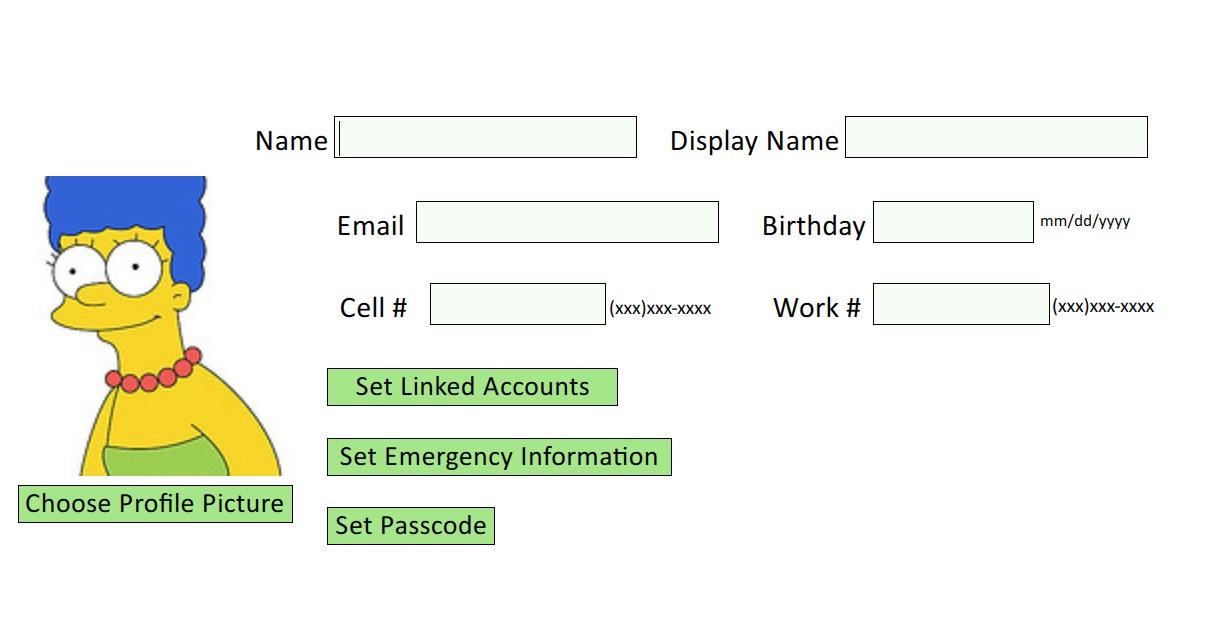 Name Display Name
Email Birthday mm/dd/yyyy
Cell # (xxx)xxx-xxxx Work # (xxx)xxx-xxxx
Set Linked Accounts
Set Emergency Information
Choose Profile Picture
Set Passcode